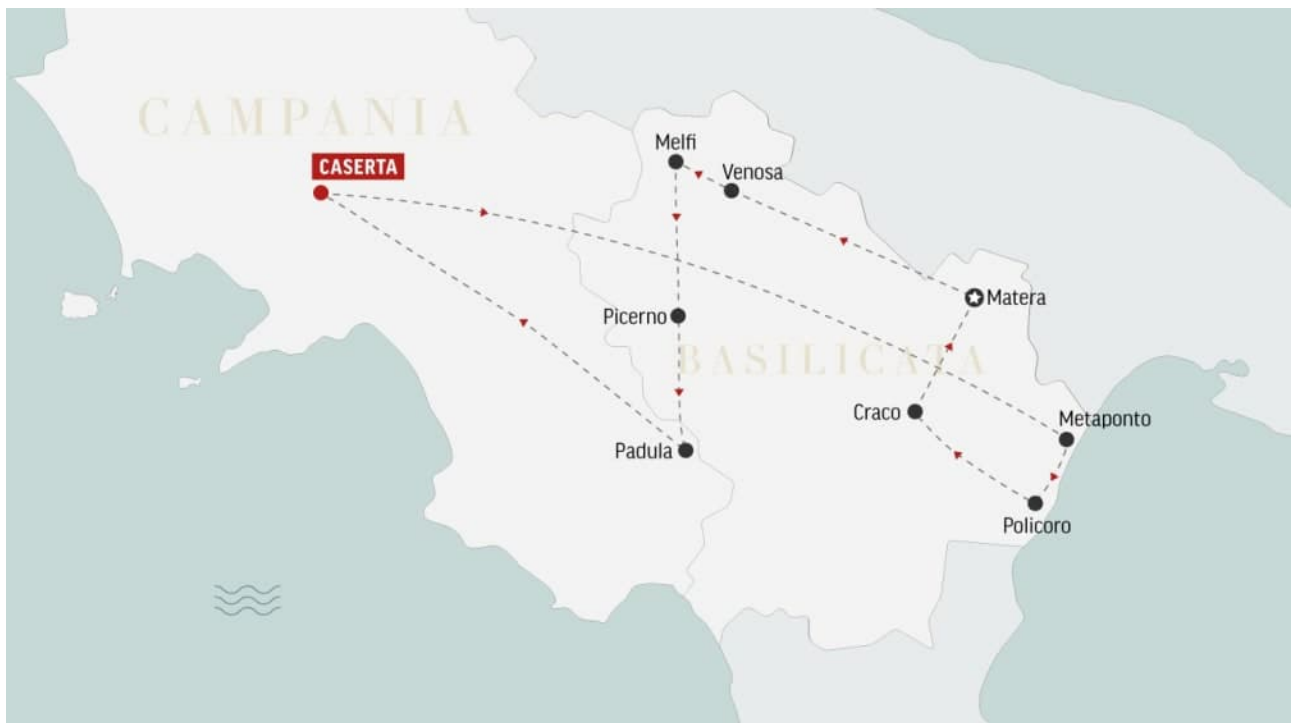 CAMPANIA
Melfi
CASERTA
Venosa
Matera
Picerno
BASILICATA
Craco
Metaponto
Padula
Policoro